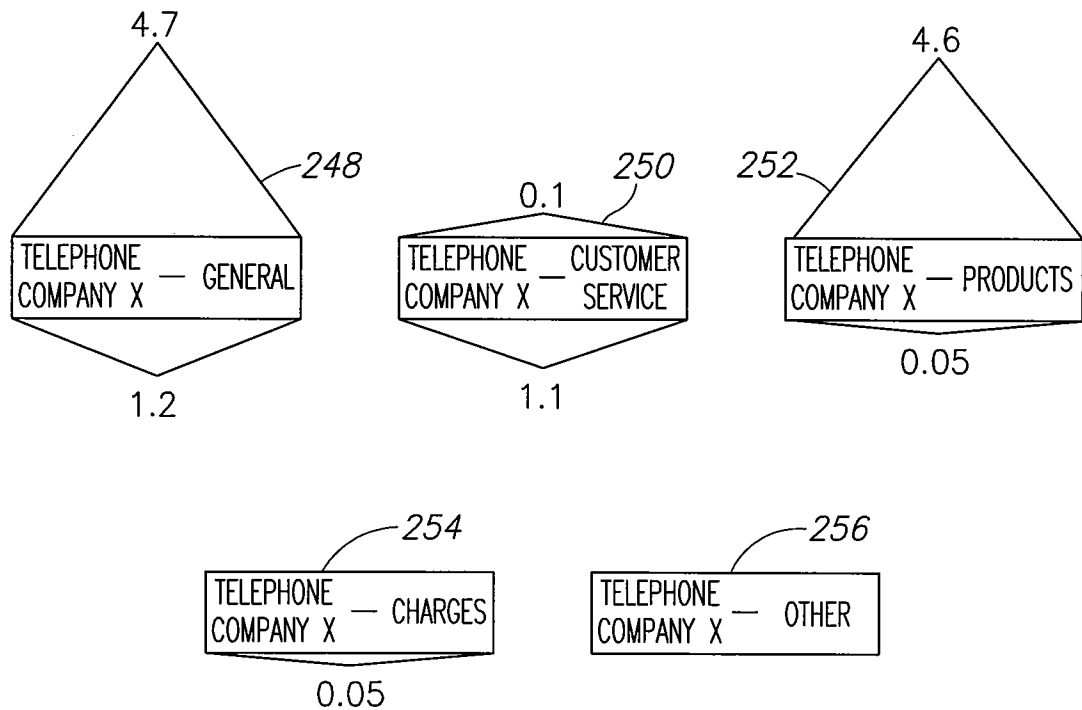 4.7
4.6
248
250
252
0.1
TELEPHONE COMPANY X — GENERAL
TELEPHONE COMPANY X — CUSTOMER SERVICE
TELEPHONE COMPANY X — PRODUCTS
1.2
1.1
0.05
254
256
TELEPHONE COMPANY X — CHARGES
TELEPHONE COMPANY X — OTHER
0.05